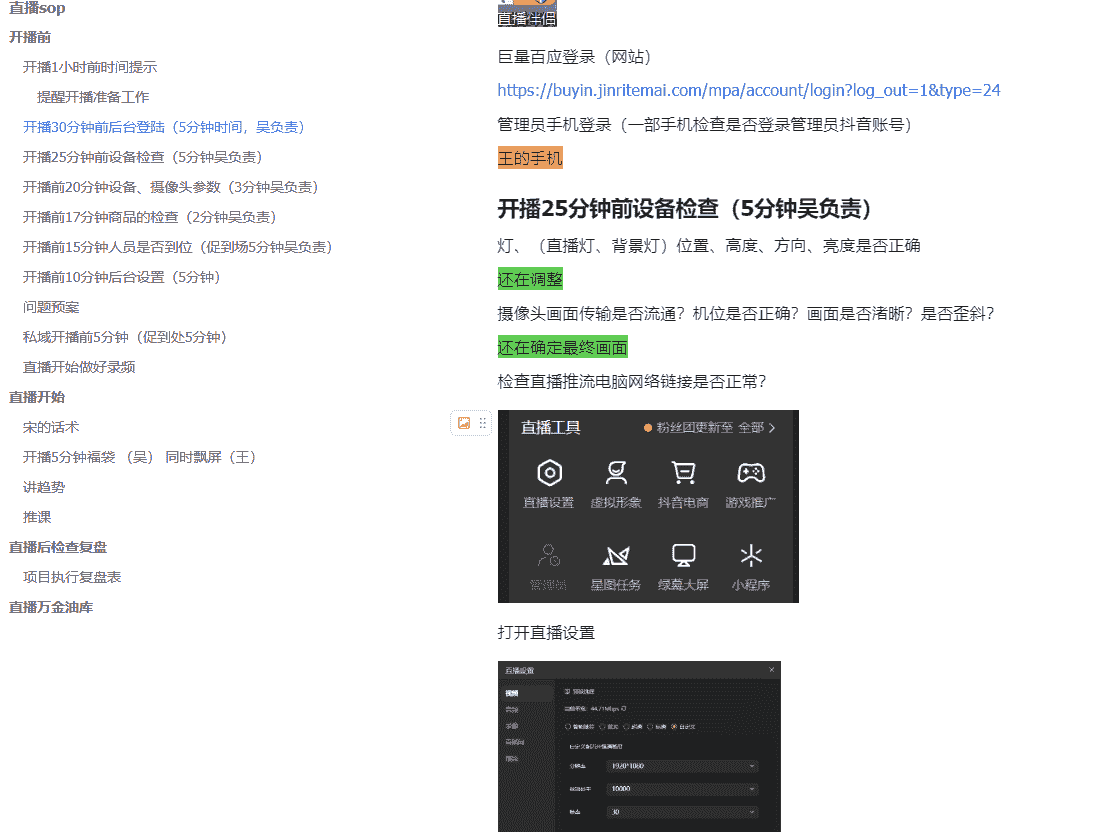 直播sop
开播前
开播1小时前时间提示
提醒开播准备工作
开播30分钟前后台登陆（5分钟时间，吴负责）
开播25分钟前设备检查（5分钟吴负责）
开播前20分钟设备、摄像头参数（3分钟吴负责）
开播前17分钟商品的检查（2分钟吴负责）
开播前15分钟人员是否到位（促到场5分钟吴负责）
开播前10分钟后台设置（5分钟）
问题预案
私域开播前5分钟（促到处5分钟）
直播开始做好录频
直播开始
宋的话术
开播5分钟福袋 （吴） 同时飘屏（王）
讲趋势
推课
直播后检查复盘
项目执行复盘表
直播万金油库
直播伴侣
巨量百应登录（网站）
https://buyin.jinritemai.com/mpa/account/login?log_out=1&type=24
管理员手机登录（一部手机检查是否登录管理员抖音账号）
王的手机
开播25分钟前设备检查（5分钟吴负责）
灯、（直播灯、背景灯）位置、高度、方向、亮度是否正确
还在调整
摄像头画面传输是否流通？机位是否正确？画面是否渚晰？是否歪斜？
还在确定最终画面
检查直播推流电脑网络链接是否正常？
直播工具
粉丝团更新至 全部
直播设置 虚拟形象 抖音电商 游戏推广
管理员 星图任务 绿幕大屏 小程序
打开直播设置
直播设置
视频
分辨率 1920*1080
10000
帧率 30